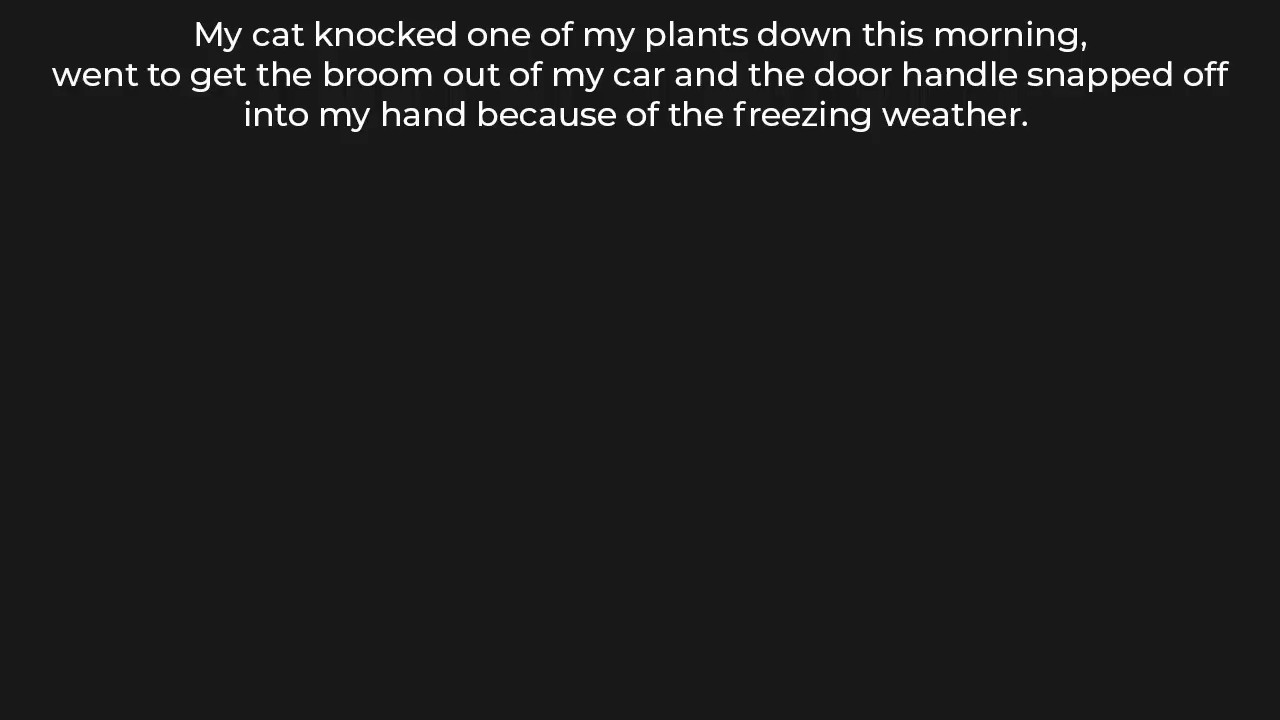 My cat knocked one of my plants down this morning,
went to get the broom out of my car and the door handle snapped off
into my hand because of the freezing weather.